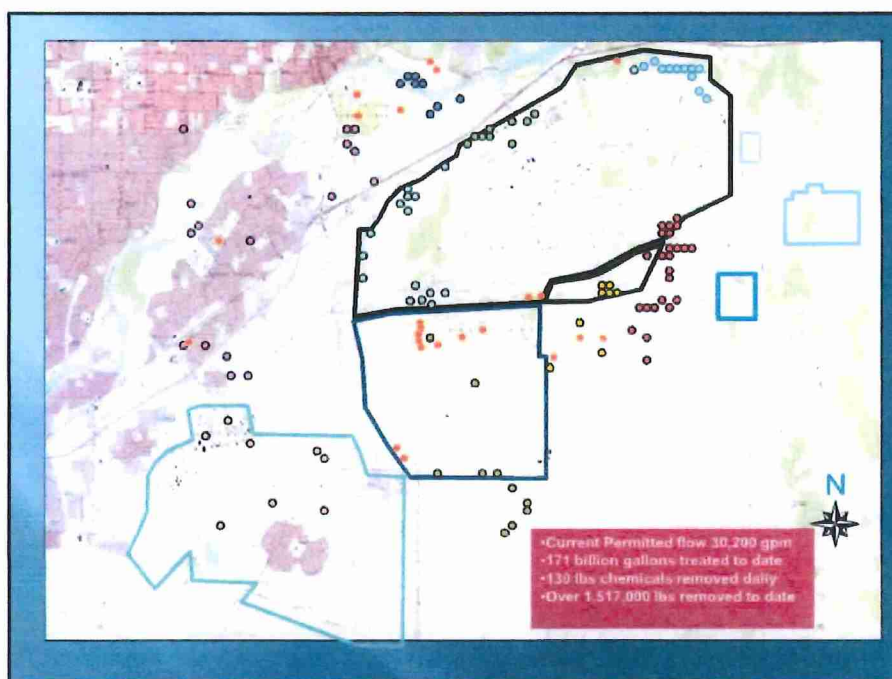 N
•Current Permitted flow 30,200 gpm
•171 billion gallons treated to date
•130 lbs chemicals removed daily
•Over 1,517,000 lbs removed to date